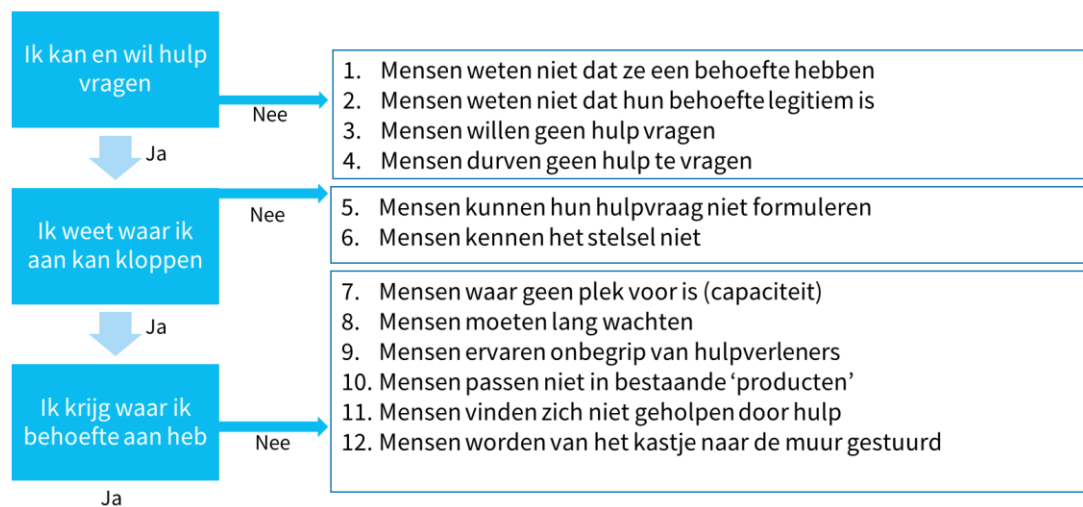 Ik kan en wil hulp
vragen
Nee
1. Mensen weten niet dat ze een behoefte hebben
2. Mensen weten niet dat hun behoefte legitiem is
3. Mensen willen geen hulp vragen
4. Mensen durven geen hulp te vragen
Ja
Ik weet waar ik
aan kan kloppen
Nee
5. Mensen kunnen hun hulpvraag niet formuleren
6. Mensen kennen het stelsel niet
Ja
Ik krijg waar ik
behoefte aan heb
Nee
7. Mensen waar geen plek voor is (capaciteit)
8. Mensen moeten lang wachten
9. Mensen ervaren onbegrip van hulpverleners
10. Mensen passen niet in bestaande ‘producten’
11. Mensen vinden zich niet geholpen door hulp
12. Mensen worden van het kastje naar de muur gestuurd
Ja